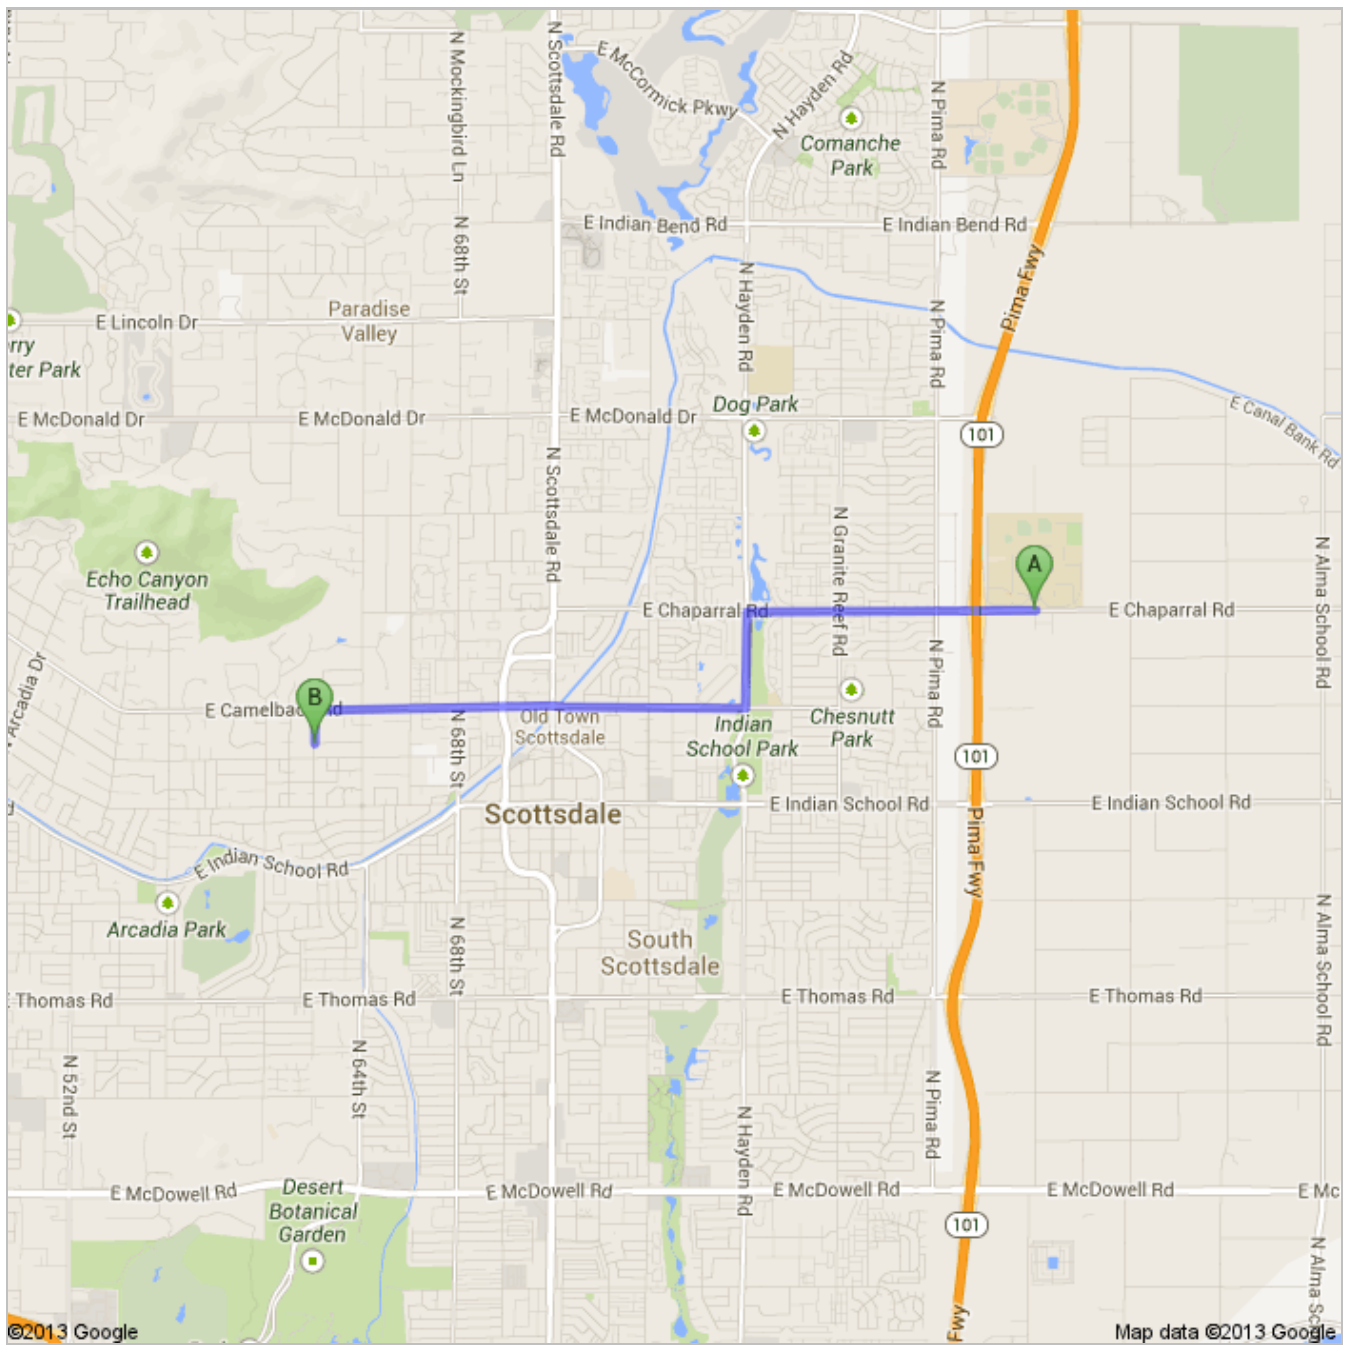 N Mockingbird Ln
N Scottsdale Rd
E McCormick Pkwy
N Hayden Rd
Comanche
Park
N Pima Rd
N 68th St
E Indian Bend Rd
E Indian Bend Rd
Pima Fwy
N Hayden Rd
N Pima Rd
Paradise
Valley
E Lincoln Dr
rry
ter Park
E McDonald Dr
E McDonald Dr
E McDonald Dr
Dog Park
101
E Canal Bank Rd
N Scottsdale Rd
N Granite Reef Rd
N Alma School Rd
Echo Canyon
Trailhead
A
E Chaparral Rd
E Chaparral Rd
N Pima Rd
Arcadia Dr
B
E Camelba
d
N 68th St
Old Town
Scottsdale
Indian
School Park
Chesnutt
Park
101
Scottsdale
E Indian School Rd
E Indian School Rd
Pima Fwy
E Indian School Rd
Arcadia Park
N 68th St
South
Scottsdale
N Alma School Rd
E Thomas Rd
E Thomas Rd
E Thomas Rd
E Thomas Rd
N 52nd St
N 64th St
N Hayden Rd
N Pima Rd
E McDowell Rd
E McDowell Rd
E McDowell Rd
E McDowell Rd
E Mc
Desert
Botanical
Garden
101
N Alma Sc
Fwy
©2013 Google
Map data ©2013 Google